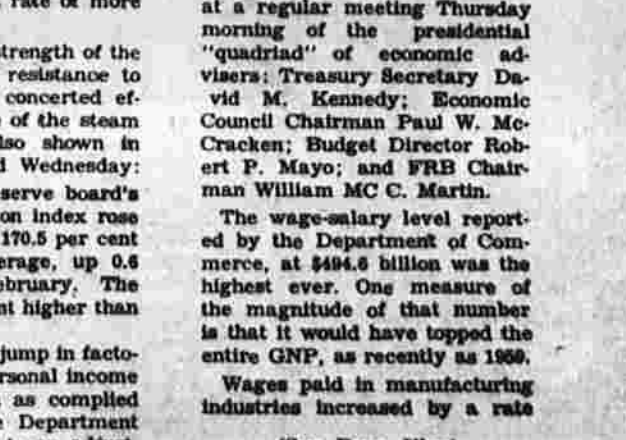 rate of more
strength of the
resistance to
concerted ef-
of the steam
also shown in
Wednesday:
serve board's
on index rose
170.5 per cent
erage, up 0.6
ebruary. The
nt higher than
jump in facto-
rsonal income
as compiled
Department
at a regular meeting Thursday
morning of the presidential
"quadriad" of economic ad-
visers: Treasury Secretary Da-
vid M. Kennedy; Economic
Council Chairman Paul W. Mc-
Cracken; Budget Director Rob-
ert P. Mayo; and FRB Chair-
man William MC C. Martin.
The wage-salary level report-
ed by the Department of Com-
merce, at $494.6 billion was the
highest ever. One measure of
the magnitude of that number
is that it would have topped the
entire GNP, as recently as 1959.
Wages paid in manufacturing
industries increased by a rate